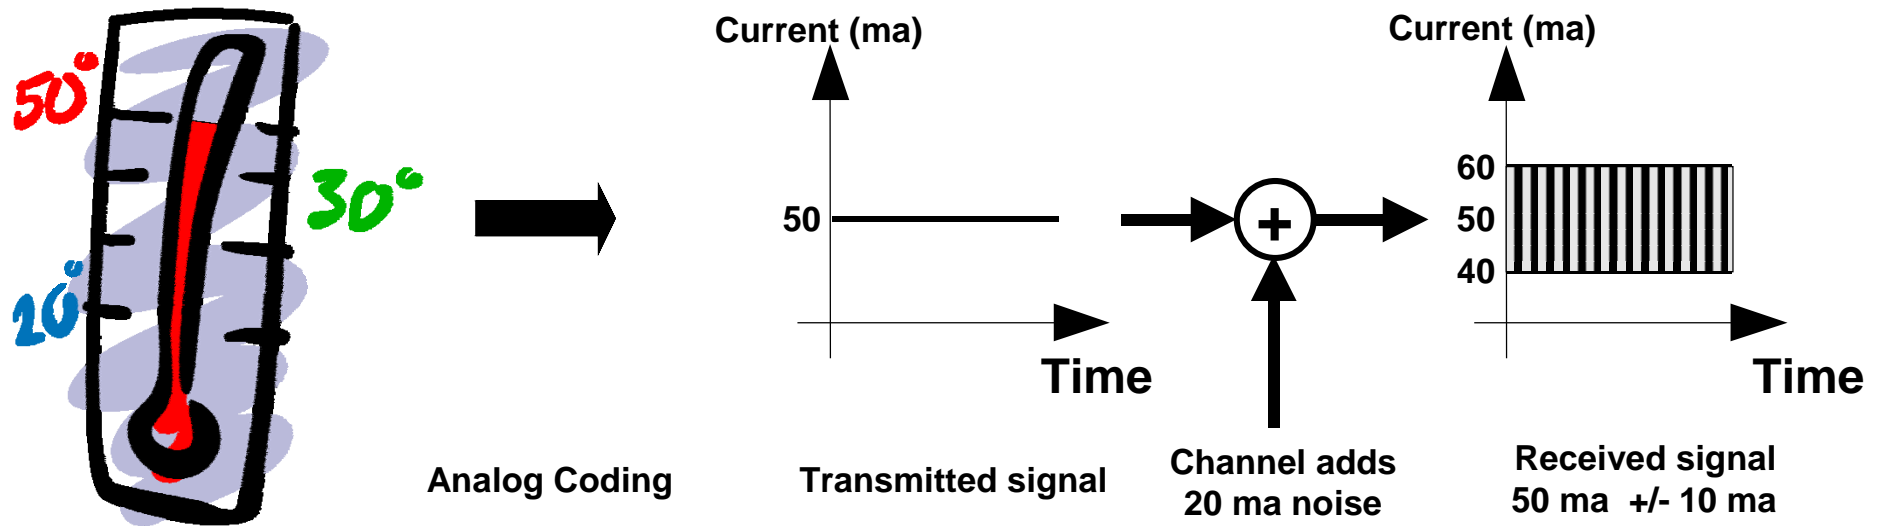 50°
30°
20°
Analog Coding
Current (ma)
50
Time
Transmitted signal
+
Channel adds
20 ma noise
Current (ma)
60
50
40
Time
Received signal
50 ma +/- 10 ma